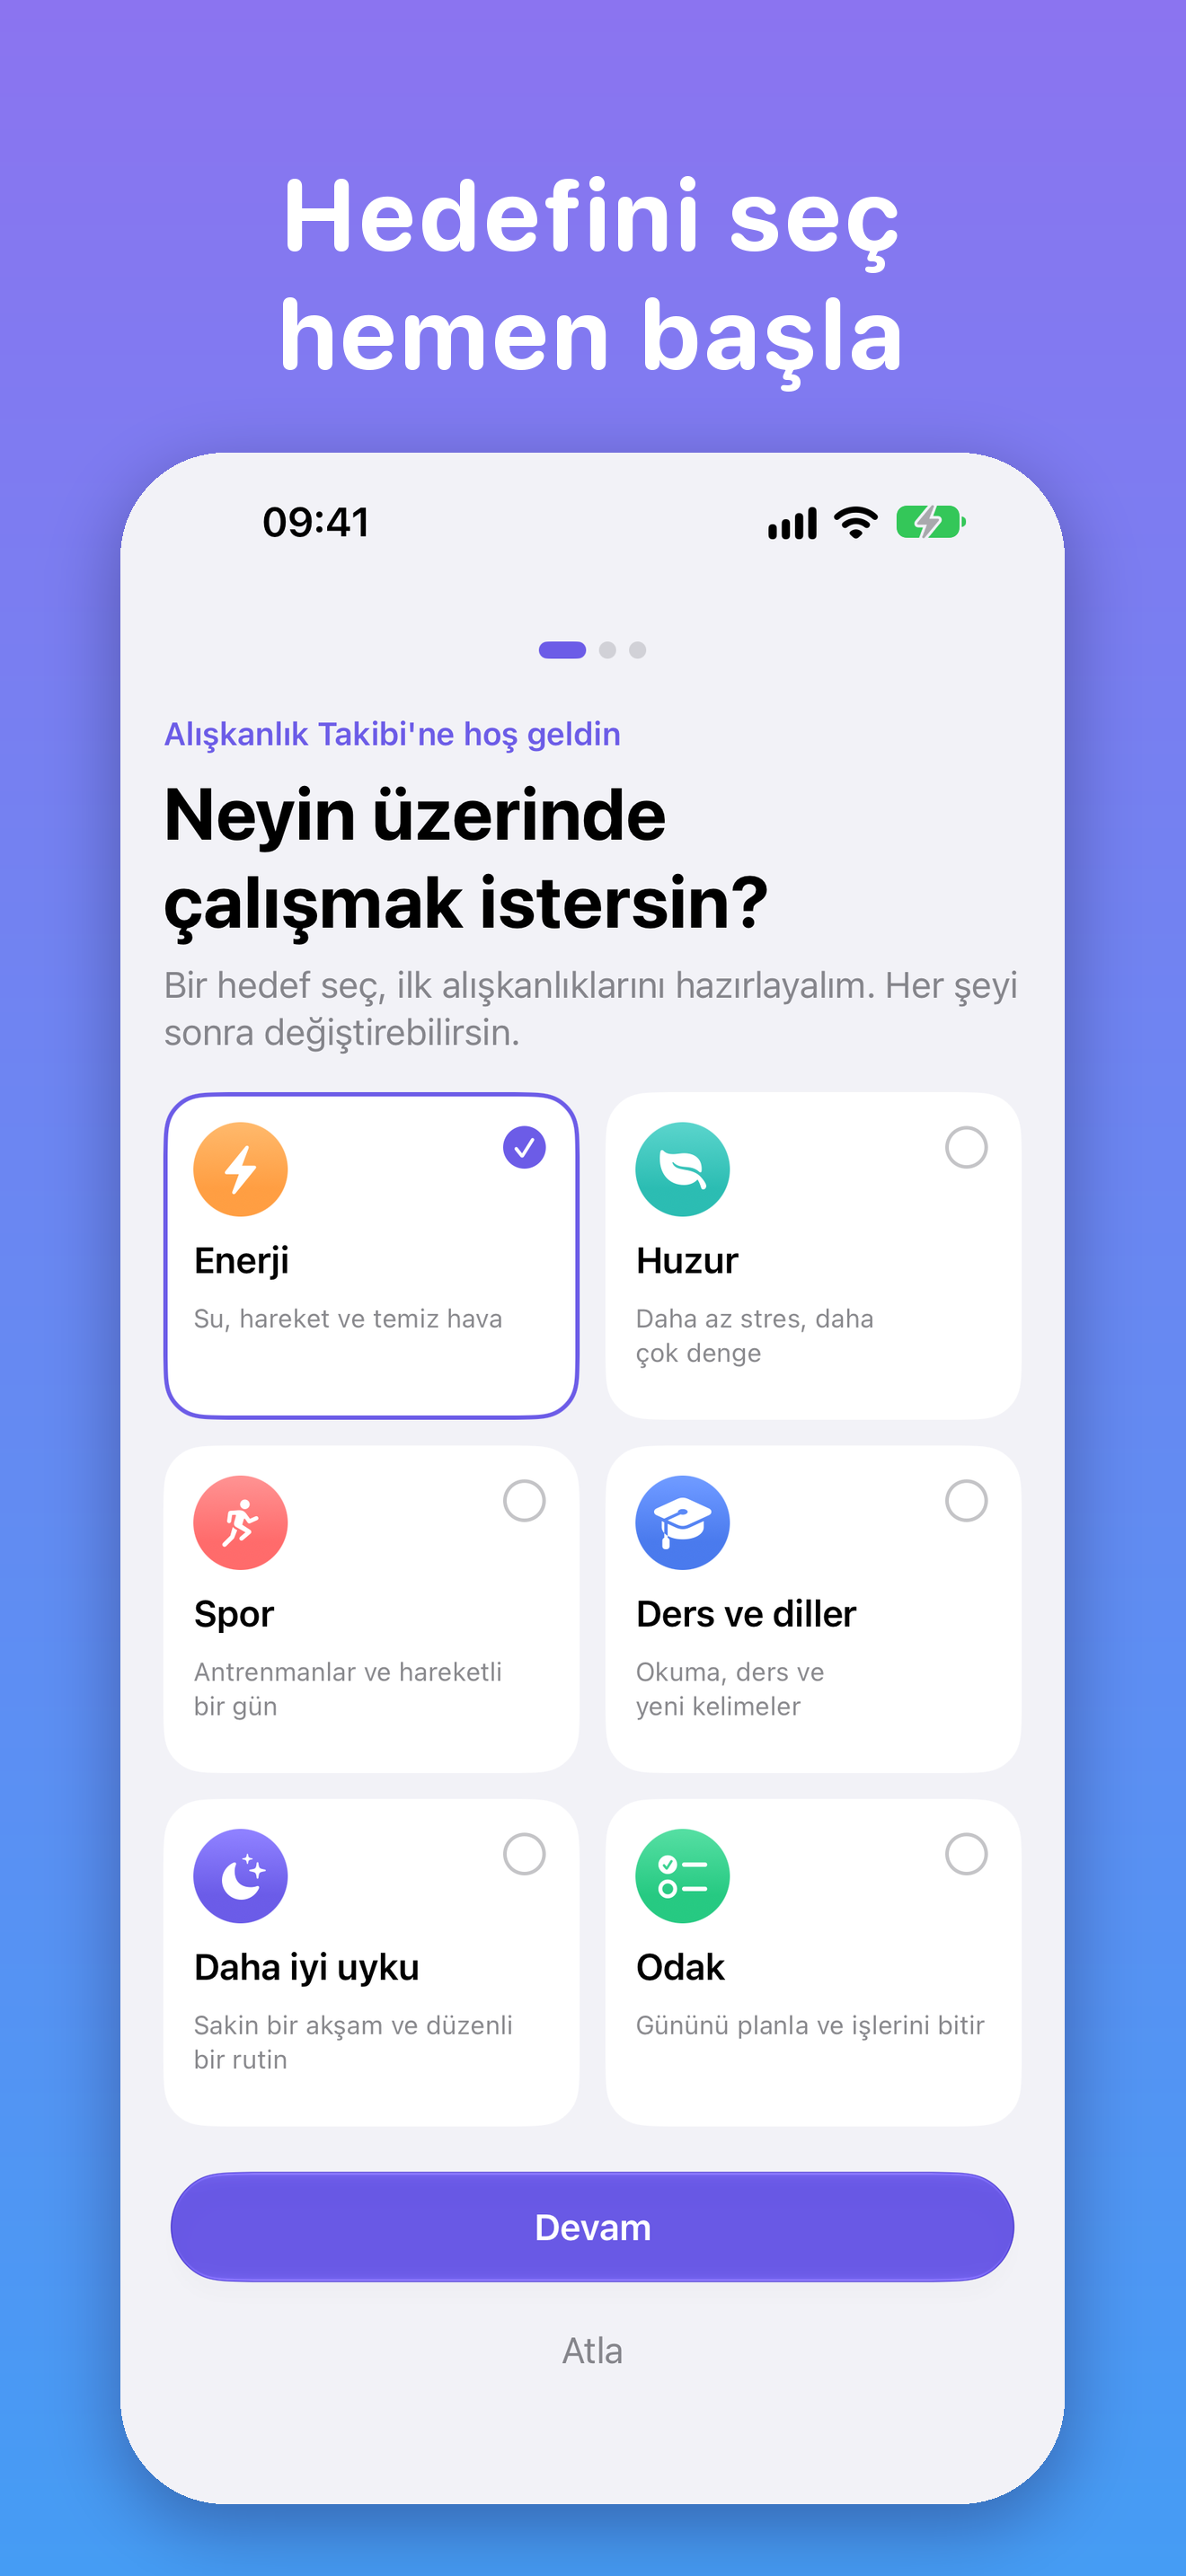 Hedefini seç
hemen başla
09:41
Alışkanlık Takibi'ne hoş geldin
Neyin üzerinde
çalışmak istersin?
Bir hedef seç, ilk alışkanlıklarını hazırlayalım. Her şeyi
sonra değiştirebilirsin.
Enerji
Su, hareket ve temiz hava
Huzur
Daha az stres, daha
çok denge
Spor
Antrenmanlar ve hareketli
bir gün
Ders ve diller
Okuma, ders ve
yeni kelimeler
Daha iyi uyku
Sakin bir akşam ve düzenli
bir rutin
Odak
Gününü planla ve işlerini bitir
Devam
Atla